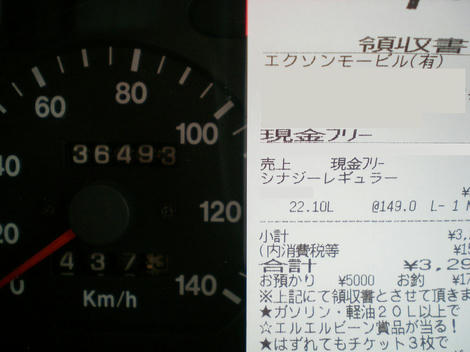 60
80
100
120
140
40
20
0
36493
437
Km/h
領収書
エクソンモービル(有)
現金フリー
売上 現金フリー
シナジーレギュラー
22.10L @149.0 L- 1
小計 ¥3,
(内消費税等
合計 ¥3,29
お預かり ¥5000 お釣
※上記にて領収書とさせて頂きま
★ガソリン・軽油20L以上で
☆エルエルビーン賞品が当る!
★はずれてもチケット3枚で